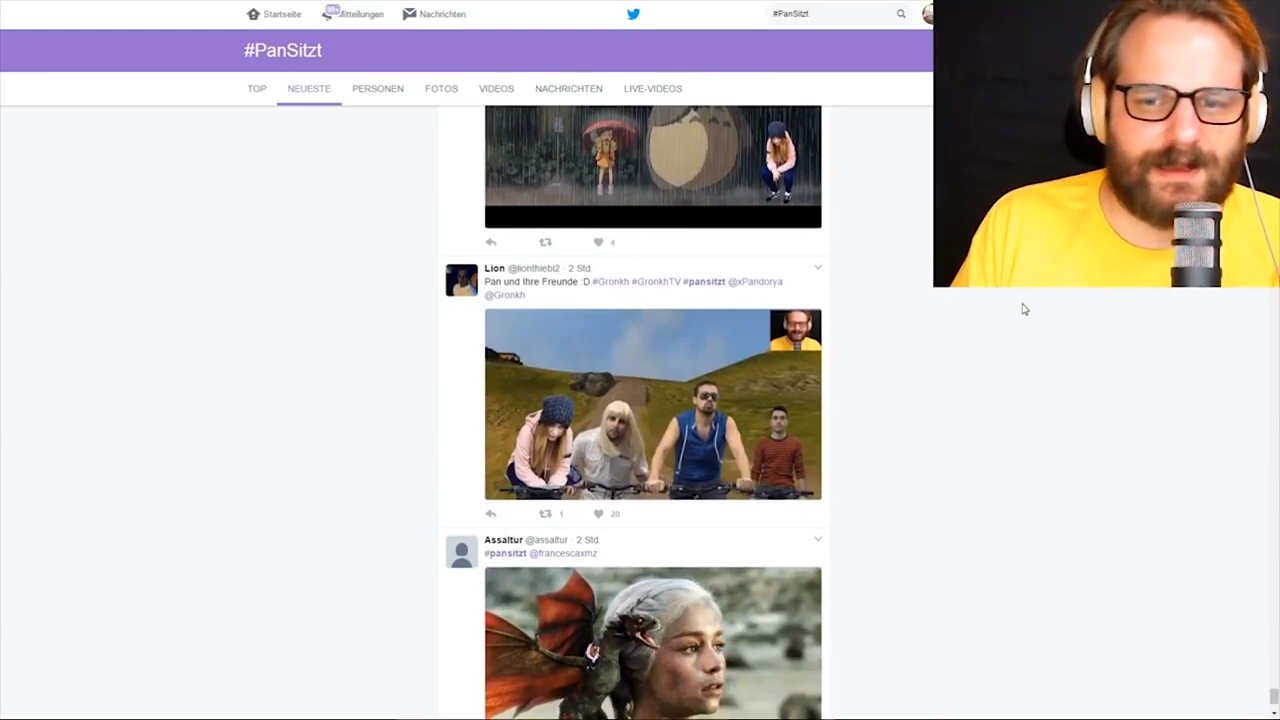 Startseite
99+
Mitteilungen
Nachrichten
#PanSitzt
#PanSitzt
TOP
NEUESTE
PERSONEN
FOTOS
VIDEOS
NACHRICHTEN
LIVE-VIDEOS
4
Lion @lionthiebi2 · 2 Std.
Pan und Ihre Freunde :D #Gronkh #GronkhTV #pansitzt @xPandorya
@Gronkh
1
20
Assaltur @assaltur · 2 Std.
#pansitzt @francescaxmz